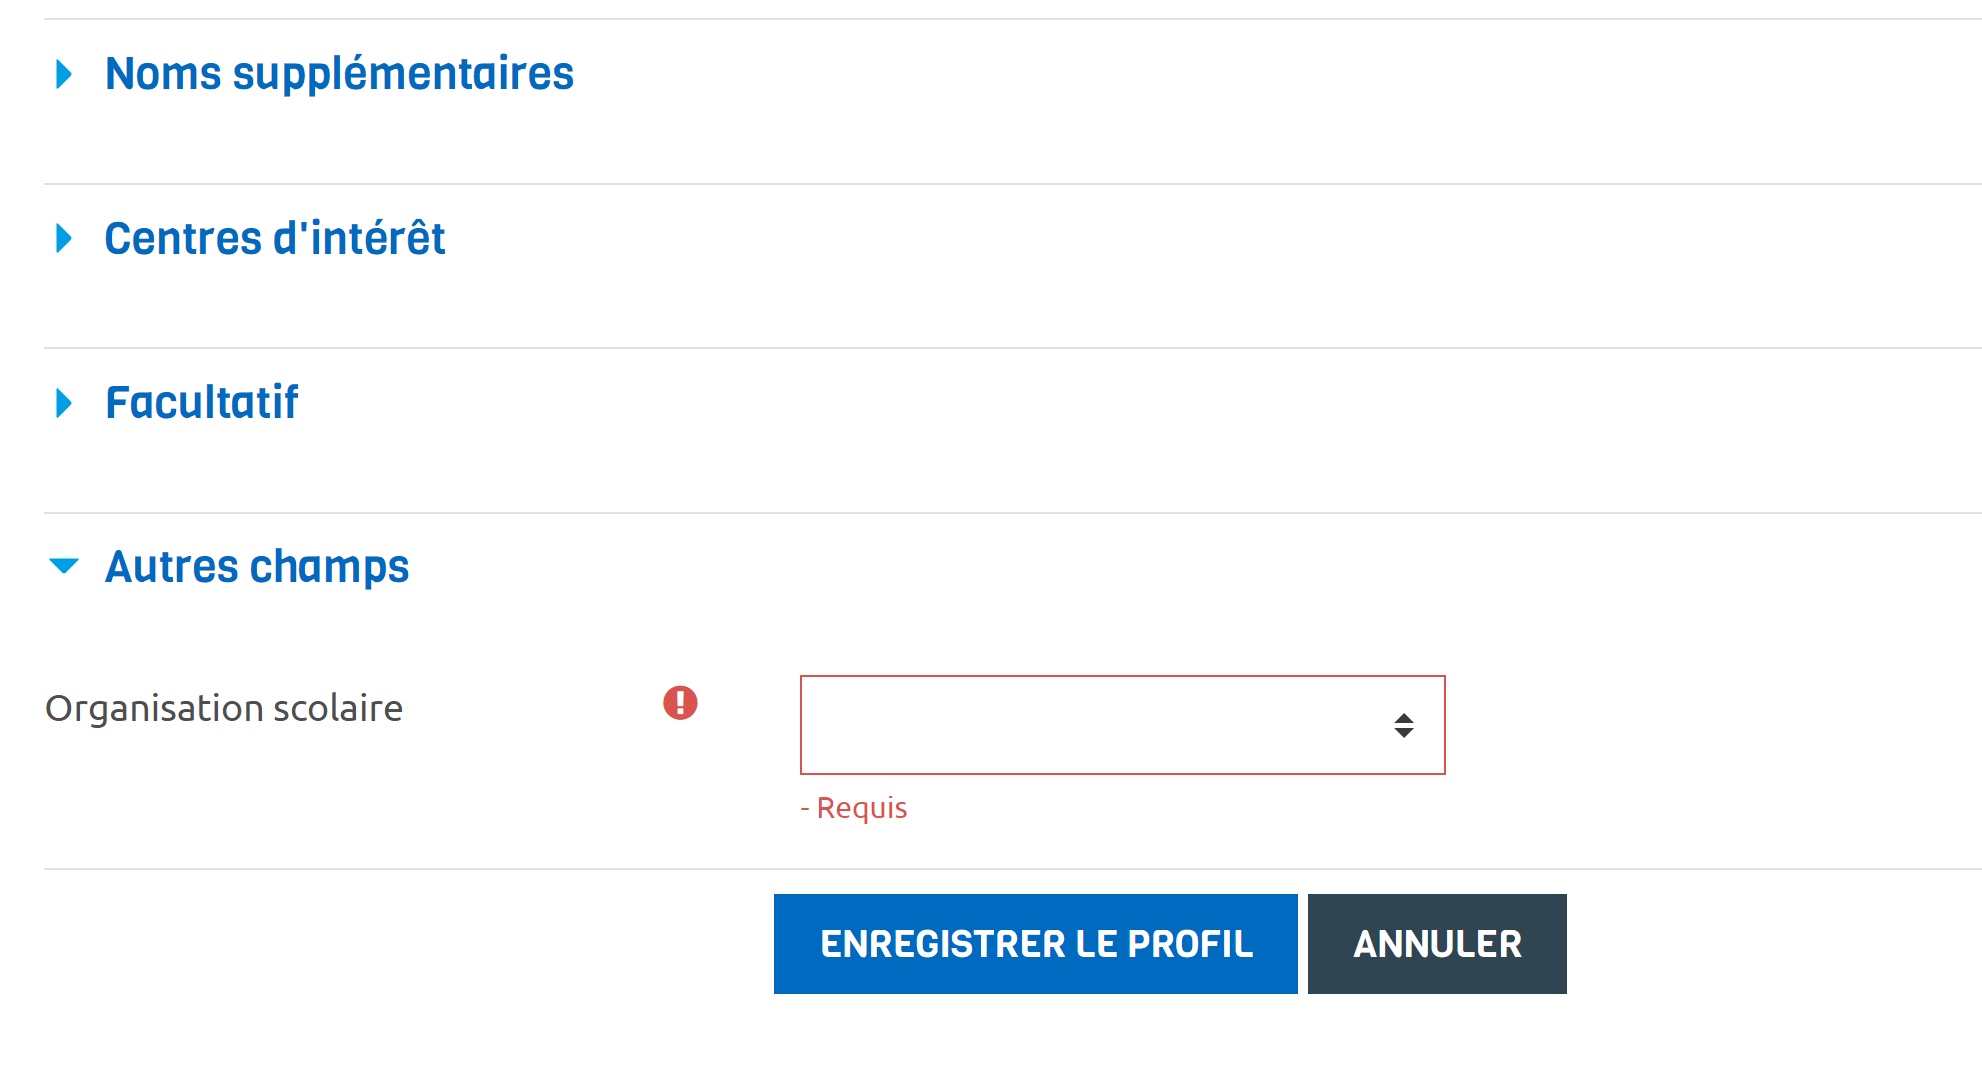 Noms supplémentaires
Centres d'intérêt
Facultatif
Autres champs
Organisation scolaire
- Requis
ENREGISTRER LE PROFIL
ANNULER